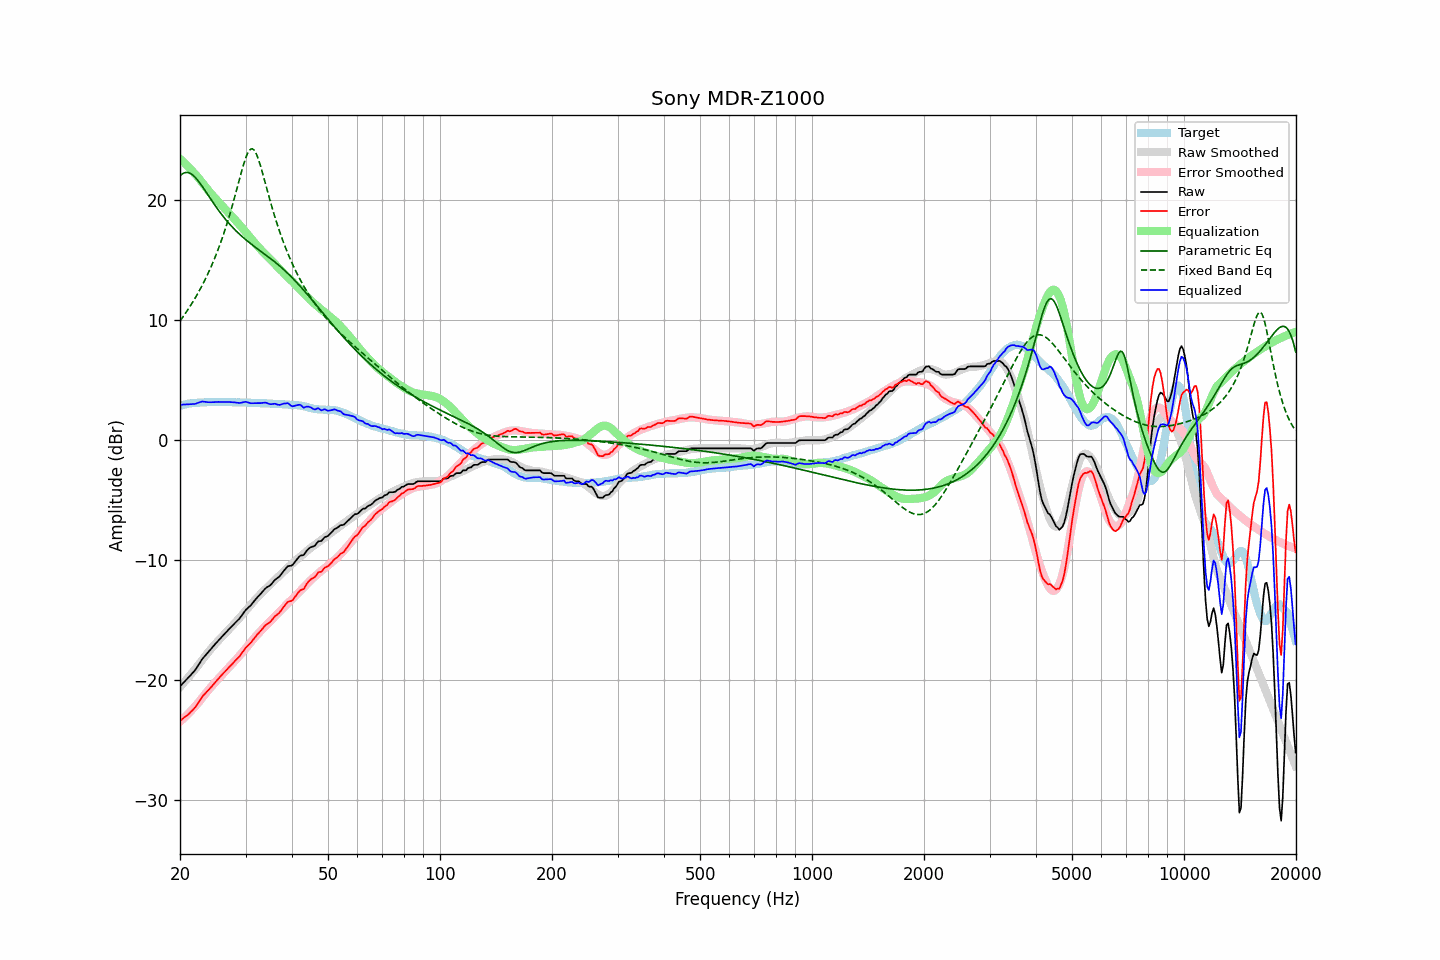 Sony MDR-Z1000
Amplitude (dBr)
20
10
0
−10
−20
−30
Target
Raw Smoothed
Error Smoothed
Raw
Error
Equalization
Parametric Eq
Fixed Band Eq
Equalized
20 50 100 200 500 1000 2000 5000 10000 20000
Frequency (Hz)